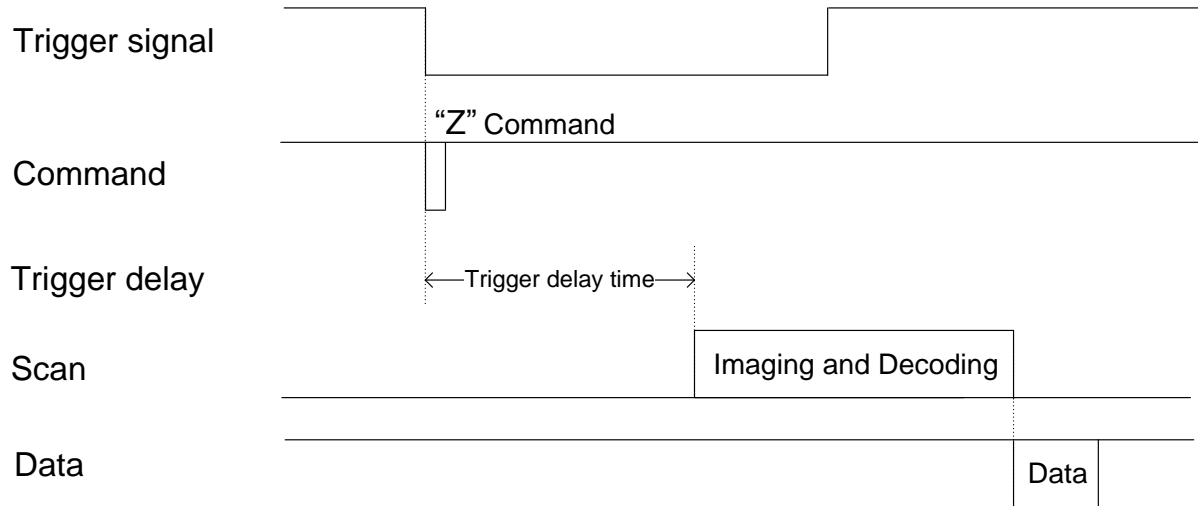 Trigger signal
“Z” Command
Command
Trigger delay
Trigger delay time
Scan
Imaging and Decoding
Data
Data